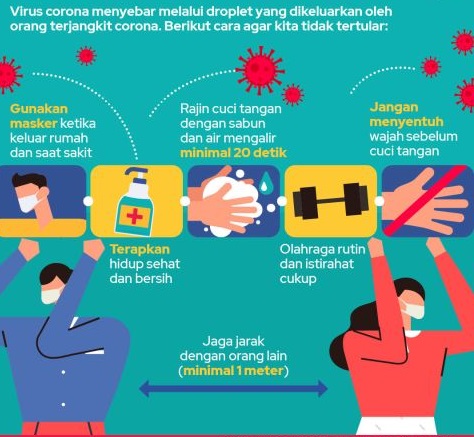 Virus corona menyebar melalui droplet yang dikeluarkan oleh
orang terjangkit corona. Berikut cara agar kita tidak tertular:
Gunakan
masker ketika
keluar rumah
dan saat sakit
Rajin cuci tangan
dengan sabun
dan air mengalir
minimal 20 detik
Jangan
menyentuh
wajah sebelum
cuci tangan
Terapkan
hidup sehat
dan bersih
Olahraga rutin
dan istirahat
cukup
Jaga jarak
dengan orang lain
(minimal 1 meter)